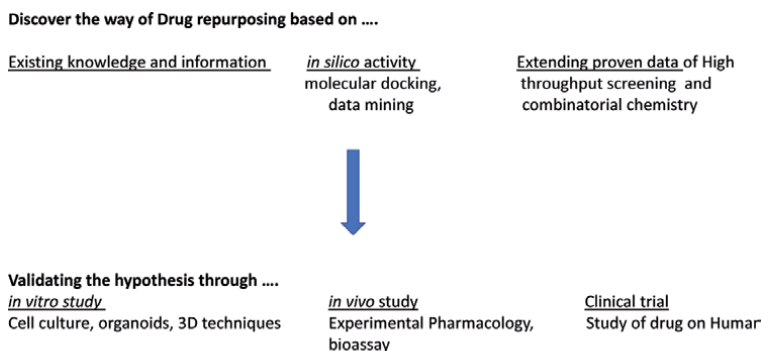 Discover the way of Drug repurposing based on ....
Existing knowledge and information
in silico activity
molecular docking,
data mining
Extending proven data of High
throughput screening and
combinatorial chemistry
Validating the hypothesis through ....
in vitro study
Cell culture, organoids, 3D techniques
in vivo study
Experimental Pharmacology,
bioassay
Clinical trial
Study of drug on Human